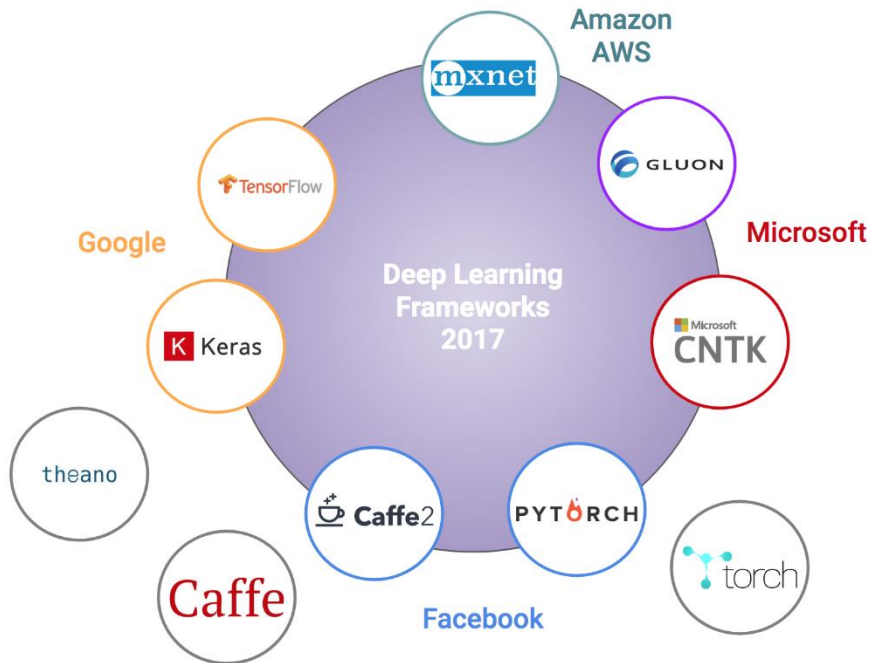 Amazon
AWS
mxnet
GLUON
TensorFlow
Google
Microsoft
Deep Learning
Frameworks
2017
K Keras
Microsoft
CNTK
theano
Caffe2
PYTORCH
torch
Caffe
Facebook